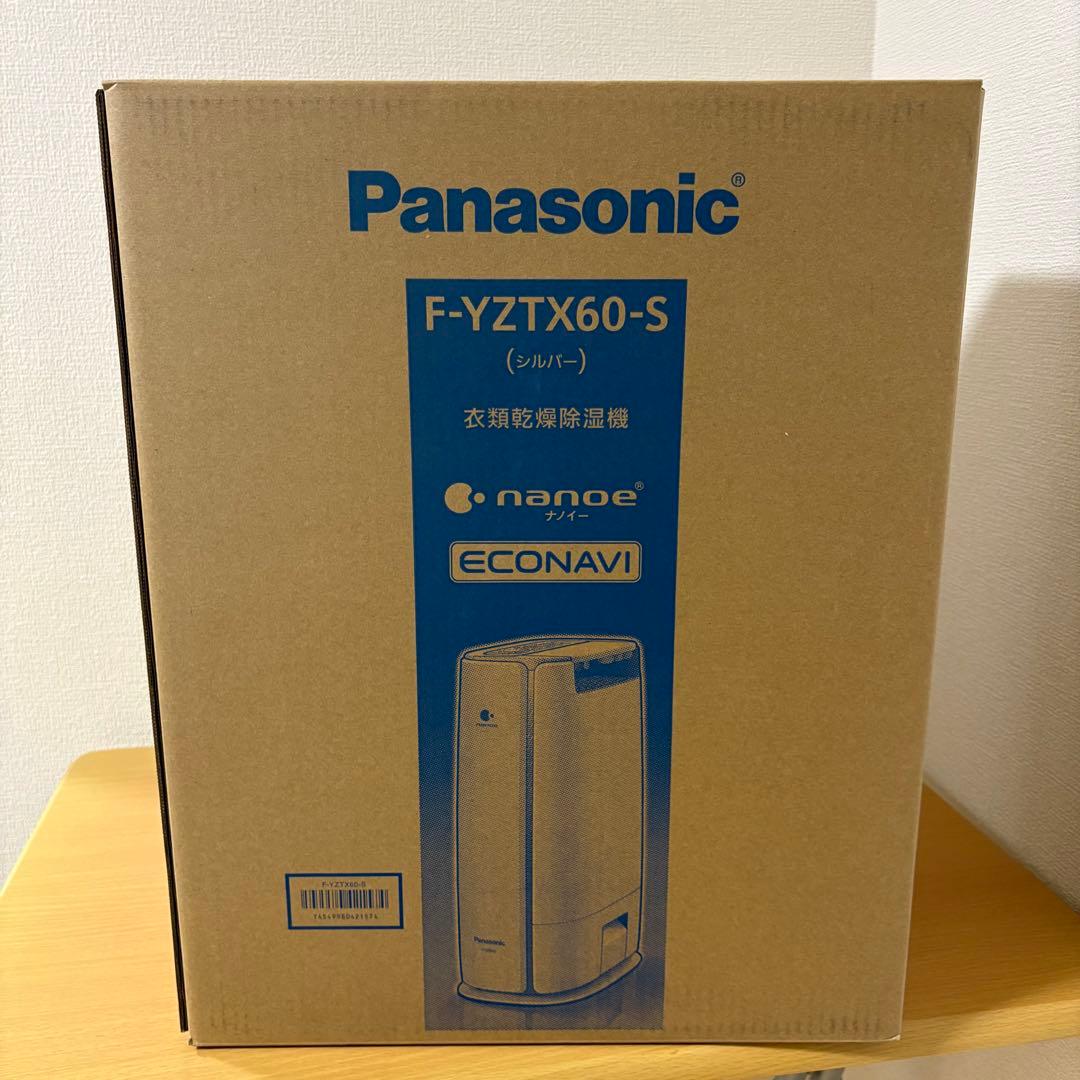 Panasonic®
F-YZTX60-S
(シルバー)
衣類乾燥除湿機
nanoe®
ナノイー
ECONAVI
nanoe
F-YZTX60-S
Panasonic